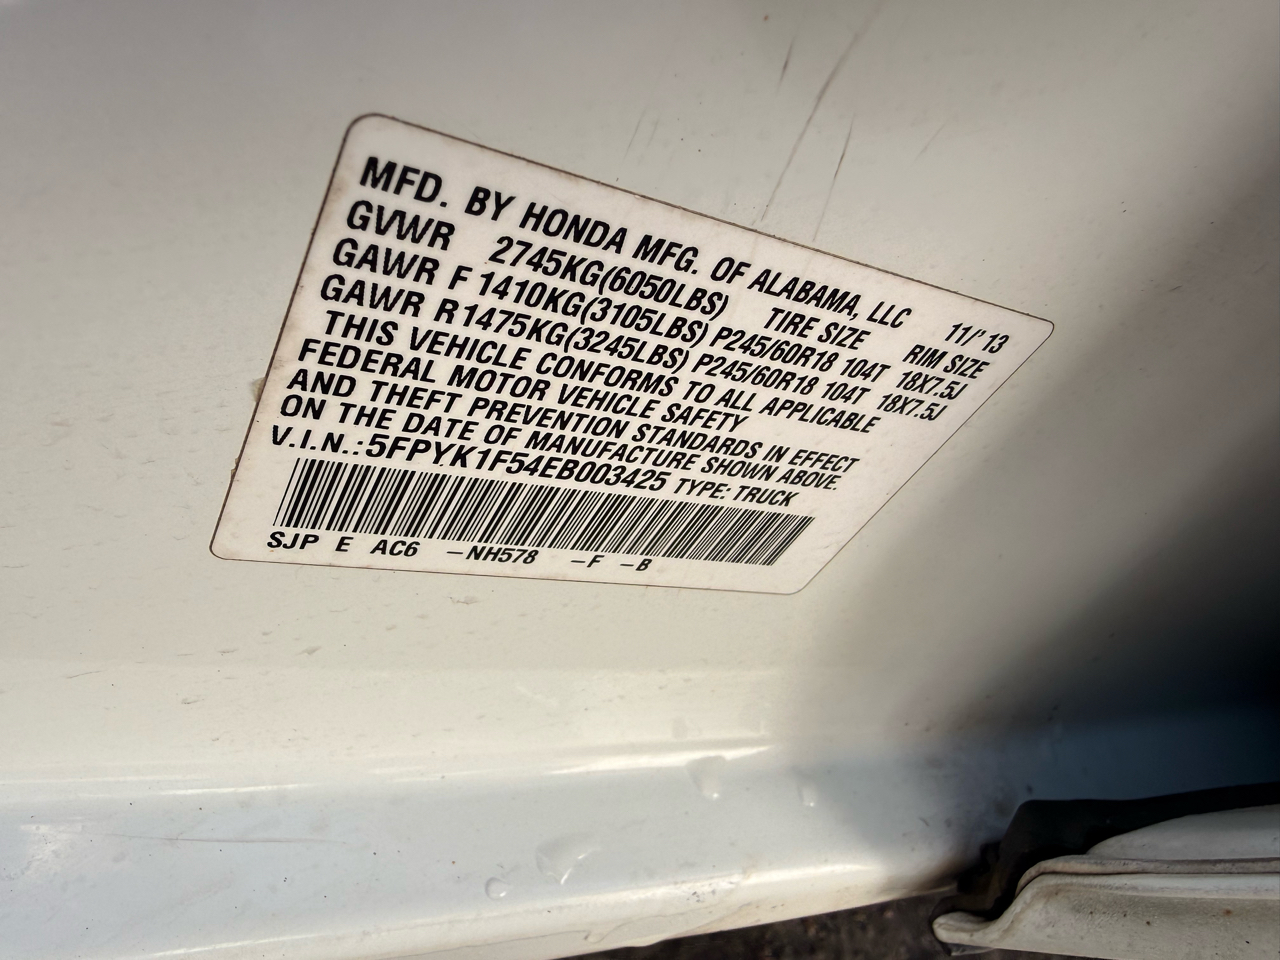 MFD. BY HONDA MFG. OF ALABAMA, LLC 11/'13
GVWR 2745KG(6050LBS) TIRE SIZE RIM SIZE
GAWR F 1410KG(3105LBS) P245/60R18 104T 18X7.5J
GAWR R 1475KG(3245LBS) P245/60R18 104T 18X7.5J
THIS VEHICLE CONFORMS TO ALL APPLICABLE
FEDERAL MOTOR VEHICLE SAFETY
AND THEFT PREVENTION STANDARDS IN EFFECT
ON THE DATE OF MANUFACTURE SHOWN ABOVE.
V.I.N.: 5FPYK1F54EB003425 TYPE: TRUCK
SJP E AC6 -NH578 -F -B